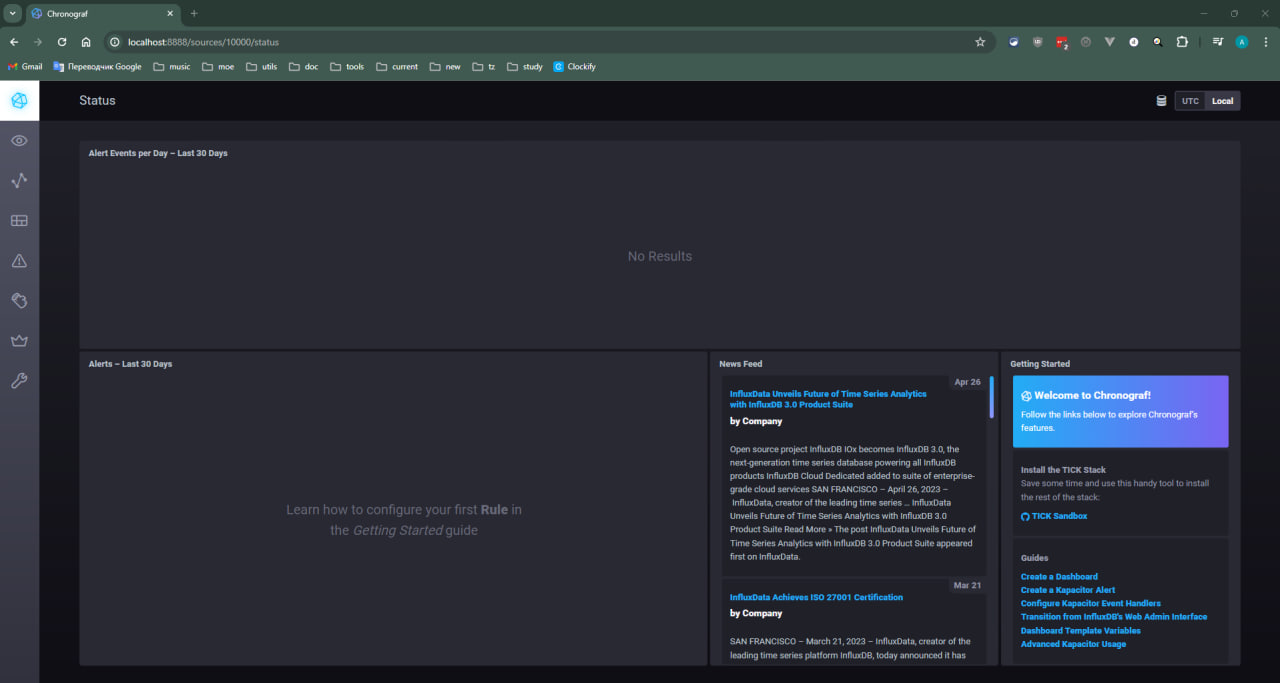 Chronograf
localhost:8888/sources/10000/status
Gmail
Переводчик Google
music
moe
utils
doc
tools
current
new
tz
study
Clockify
Status
UTC
Local
Alert Events per Day – Last 30 Days
No Results
Alerts – Last 30 Days
Learn how to configure your first Rule in
the Getting Started guide
News Feed
Apr 26
InfluxData Unveils Future of Time Series Analytics
with InfluxDB 3.0 Product Suite
by Company
Open source project InfluxDB IOx becomes InfluxDB 3.0, the
next-generation time series database powering all InfluxDB
products InfluxDB Cloud Dedicated added to suite of enterprise-
grade cloud services SAN FRANCISCO – April 26, 2023 –
InfluxData, creator of the leading time series ... InfluxData
Unveils Future of Time Series Analytics with InfluxDB 3.0
Product Suite Read More » The post InfluxData Unveils Future of
Time Series Analytics with InfluxDB 3.0 Product Suite appeared
first on InfluxData.
Mar 21
InfluxData Achieves ISO 27001 Certification
by Company
SAN FRANCISCO – March 21, 2023 – InfluxData, creator of the
leading time series platform InfluxDB, today announced it has
Getting Started
Welcome to Chronograf!
Follow the links below to explore Chronograf's
features.
Install the TICK Stack
Save some time and use this handy tool to install
the rest of the stack:
TICK Sandbox
Guides
Create a Dashboard
Create a Kapacitor Alert
Configure Kapacitor Event Handlers
Transition from InfluxDB's Web Admin Interface
Dashboard Template Variables
Advanced Kapacitor Usage